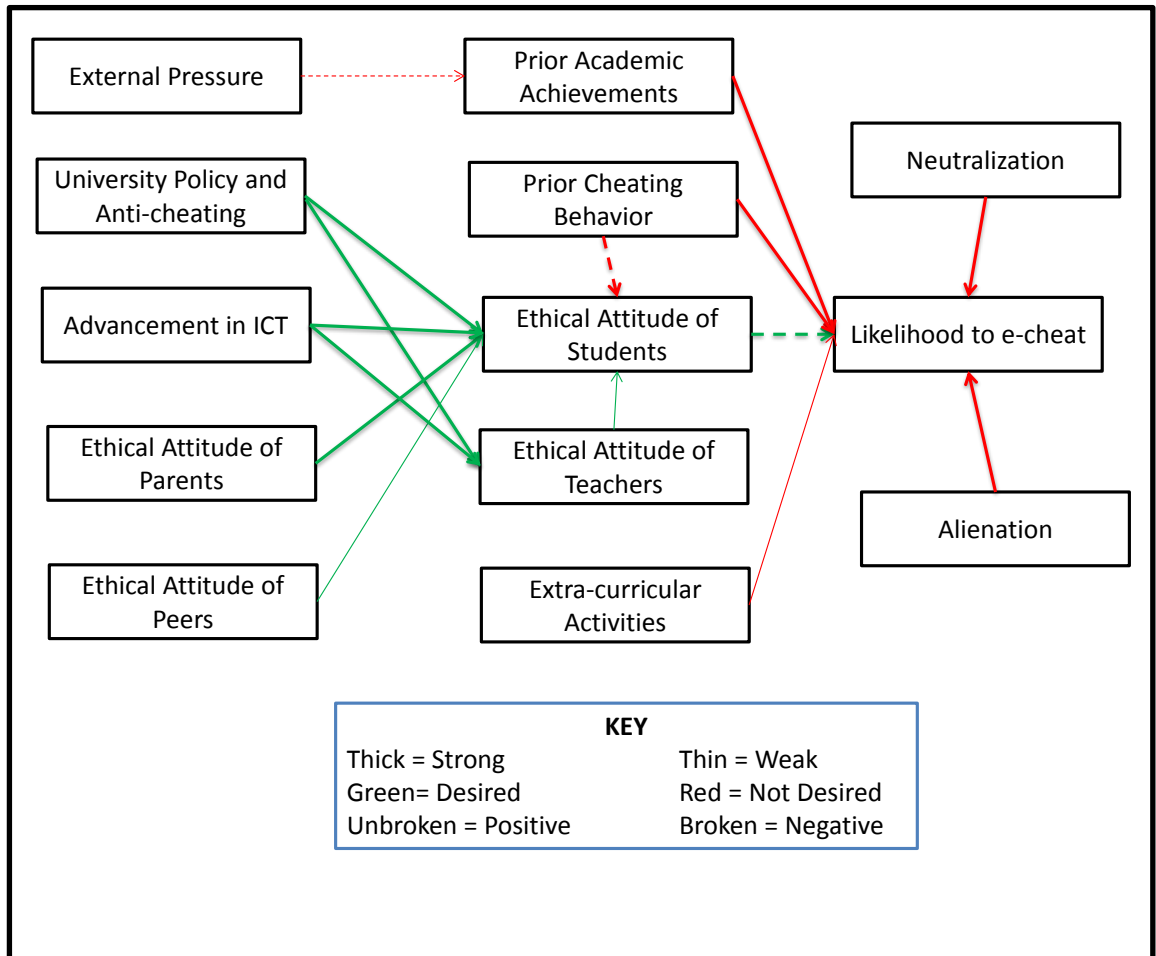 External Pressure
Prior Academic
Achievements
Neutralization
University Policy and
Anti-cheating
Prior Cheating
Behavior
Advancement in ICT
Ethical Attitude of
Students
Likelihood to e-cheat
Ethical Attitude of
Parents
Ethical Attitude of
Teachers
Alienation
Ethical Attitude of
Peers
Extra-curricular
Activities
KEY
Thick = Strong Thin = Weak
Green= Desired Red = Not Desired
Unbroken = Positive Broken = Negative